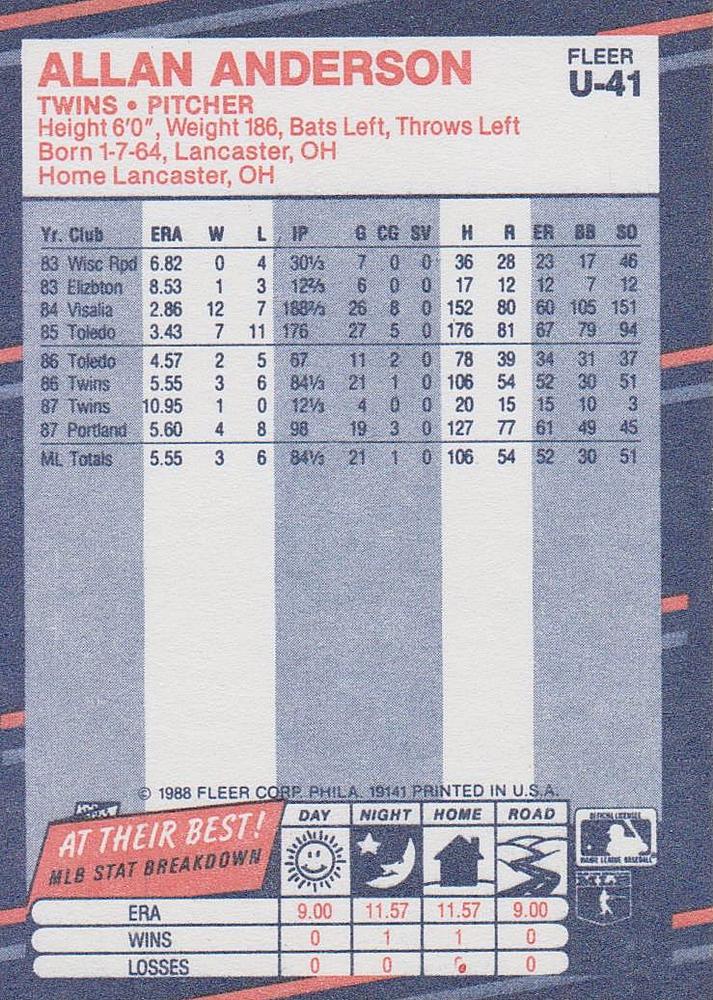 ALLAN ANDERSON
FLEER
U-41
TWINS • PITCHER
Height 6'0", Weight 186, Bats Left, Throws Left
Born 1-7-64, Lancaster, OH
Home Lancaster, OH
Yr. Club ERA W L IP G CG SV H R ER BB SO
83 Wisc Rpd 6.82 0 4 30⅓ 7 0 0 36 28 23 17 46
83 Elizbton 8.53 1 3 12⅔ 6 0 0 17 12 12 7 12
84 Visalia 2.86 12 7 188⅔ 26 8 0 152 80 60 105 151
85 Toledo 3.43 7 11 176 27 5 0 176 81 67 79 94
86 Toledo 4.57 2 5 67 11 2 0 78 39 34 31 37
86 Twins 5.55 3 6 84⅓ 21 1 0 106 54 52 30 51
87 Twins 10.95 1 0 12⅓ 4 0 0 20 15 15 10 3
87 Portland 5.60 4 8 98 19 3 0 127 77 61 49 45
ML Totals 5.55 3 6 84⅓ 21 1 0 106 54 52 30 51
© 1988 FLEER CORP. PHILA. 19141 PRINTED IN U.S.A.
AT THEIR BEST!
MLB STAT BREAKDOWN
DAY NIGHT HOME ROAD
ERA 9.00 11.57 11.57 9.00
WINS 0 1 1 0
LOSSES 0 0 0 0
OFFICIAL LICENSEE
MAJOR LEAGUE BASEBALL